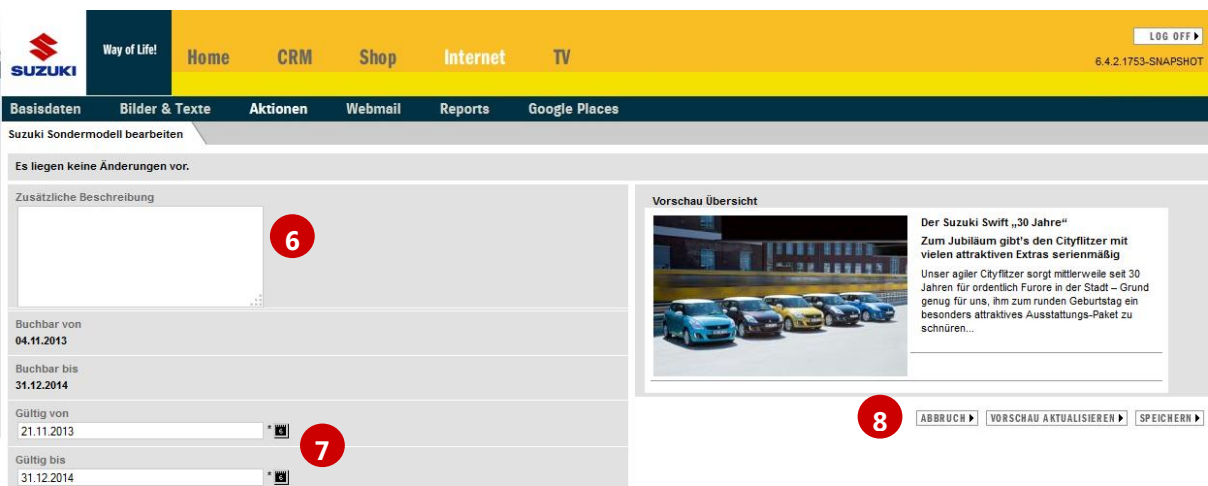 SUZUKI
Way of Life!
Home CRM Shop Internet TV
LOG OFF
6.4.2.1753-SNAPSHOT
Basisdaten Bilder & Texte Aktionen Webmail Reports Google Places
Suzuki Sondermodell bearbeiten
Es liegen keine Änderungen vor.
Zusätzliche Beschreibung
6
Buchbar von
04.11.2013
Buchbar bis
31.12.2014
Gültig von
21.11.2013 *
7
Gültig bis
31.12.2014 *
Vorschau Übersicht
Der Suzuki Swift „30 Jahre“
Zum Jubiläum gibt's den Cityflitzer mit
vielen attraktiven Extras serienmäßig
Unser agiler Cityflitzer sorgt mittlerweile seit 30
Jahren für ordentlich Furore in der Stadt – Grund
genug für uns, ihm zum runden Geburtstag ein
besonders attraktives Ausstattungs-Paket zu
schnüren...
8
ABBRUCH VORSCHAU AKTUALISIEREN SPEICHERN